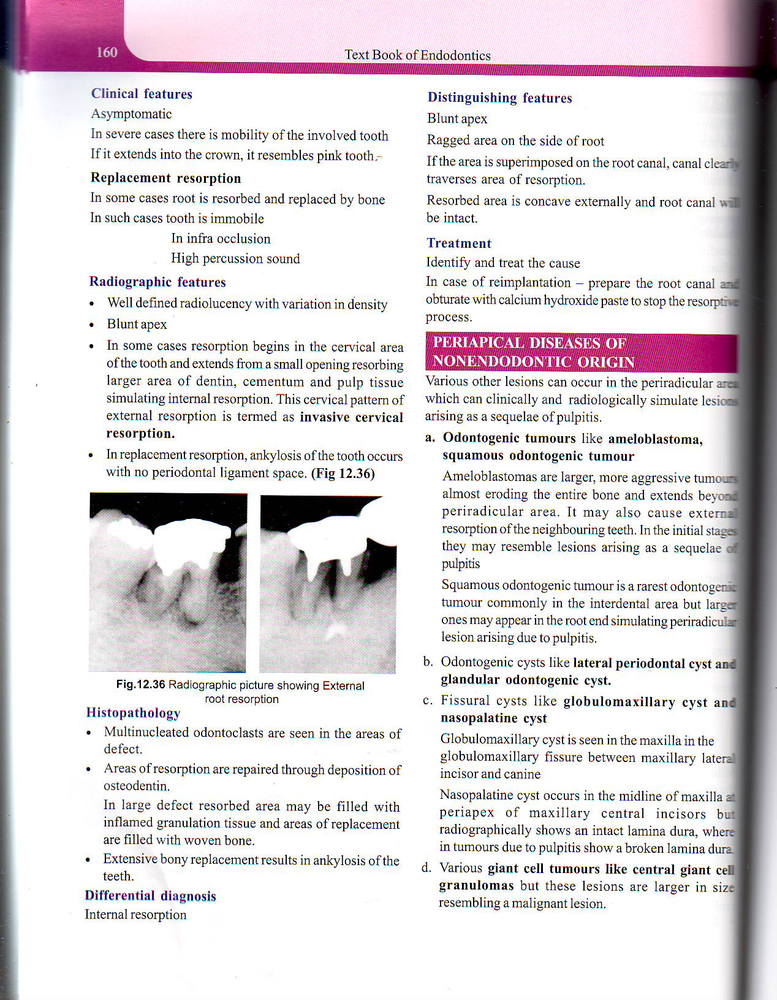 160
Text Book of Endodontics
Clinical features
Asymptomatic
In severe cases there is mobility of the involved tooth
If it extends into the crown, it resembles pink tooth.
Replacement resorption
In some cases root is resorbed and replaced by bone
In such cases tooth is immobile
In infra occlusion
High percussion sound
Radiographic features
• Well defined radiolucency with variation in density
• Blunt apex
• In some cases resorption begins in the cervical area
of the tooth and extends from a small opening resorbing
larger area of dentin, cementum and pulp tissue
simulating internal resorption. This cervical pattern of
external resorption is termed as invasive cervical
resorption.
• In replacement resorption, ankylosis of the tooth occurs
with no periodontal ligament space. (Fig 12.36)
Fig.12.36 Radiographic picture showing External
root resorption
Histopathology
• Multinucleated odontoclasts are seen in the areas of
defect.
• Areas of resorption are repaired through deposition of
osteodentin.
In large defect resorbed area may be filled with
inflamed granulation tissue and areas of replacement
are filled with woven bone.
• Extensive bony replacement results in ankylosis of the
teeth.
Differential diagnosis
Internal resorption
Distinguishing features
Blunt apex
Ragged area on the side of root
If the area is superimposed on the root canal, canal clearly
traverses area of resorption.
Resorbed area is concave externally and root canal will
be intact.
Treatment
Identify and treat the cause
In case of reimplantation – prepare the root canal and
obturate with calcium hydroxide paste to stop the resorptive
process.
PERIAPICAL DISEASES OF
NONENDODONTIC ORIGIN
Various other lesions can occur in the periradicular area
which can clinically and radiologically simulate lesions
arising as a sequelae of pulpitis.
a. Odontogenic tumours like ameloblastoma,
squamous odontogenic tumour
Ameloblastomas are larger, more aggressive tumours
almost eroding the entire bone and extends beyond
periradicular area. It may also cause external
resorption of the neighbouring teeth. In the initial stages
they may resemble lesions arising as a sequelae of
pulpitis
Squamous odontogenic tumour is a rarest odontogenic
tumour commonly in the interdental area but larger
ones may appear in the root end simulating periradicular
lesion arising due to pulpitis.
b. Odontogenic cysts like lateral periodontal cyst and
glandular odontogenic cyst.
c. Fissural cysts like globulomaxillary cyst and
nasopalatine cyst
Globulomaxillary cyst is seen in the maxilla in the
globulomaxillary fissure between maxillary lateral
incisor and canine
Nasopalatine cyst occurs in the midline of maxilla at
periapex of maxillary central incisors but
radiographically shows an intact lamina dura, where
in tumours due to pulpitis show a broken lamina dura.
d. Various giant cell tumours like central giant cell
granulomas but these lesions are larger in size
resembling a malignant lesion.